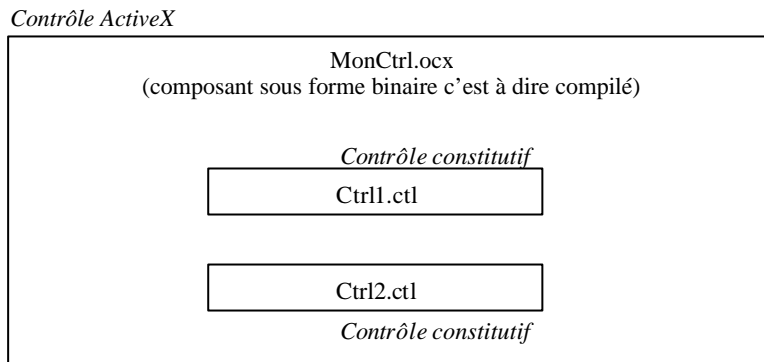 Contrôle ActiveX
MonCtrl.ocx
(composant sous forme binaire c’est à dire compilé)
Contrôle constitutif
Ctrl1.ctl
Ctrl2.ctl
Contrôle constitutif